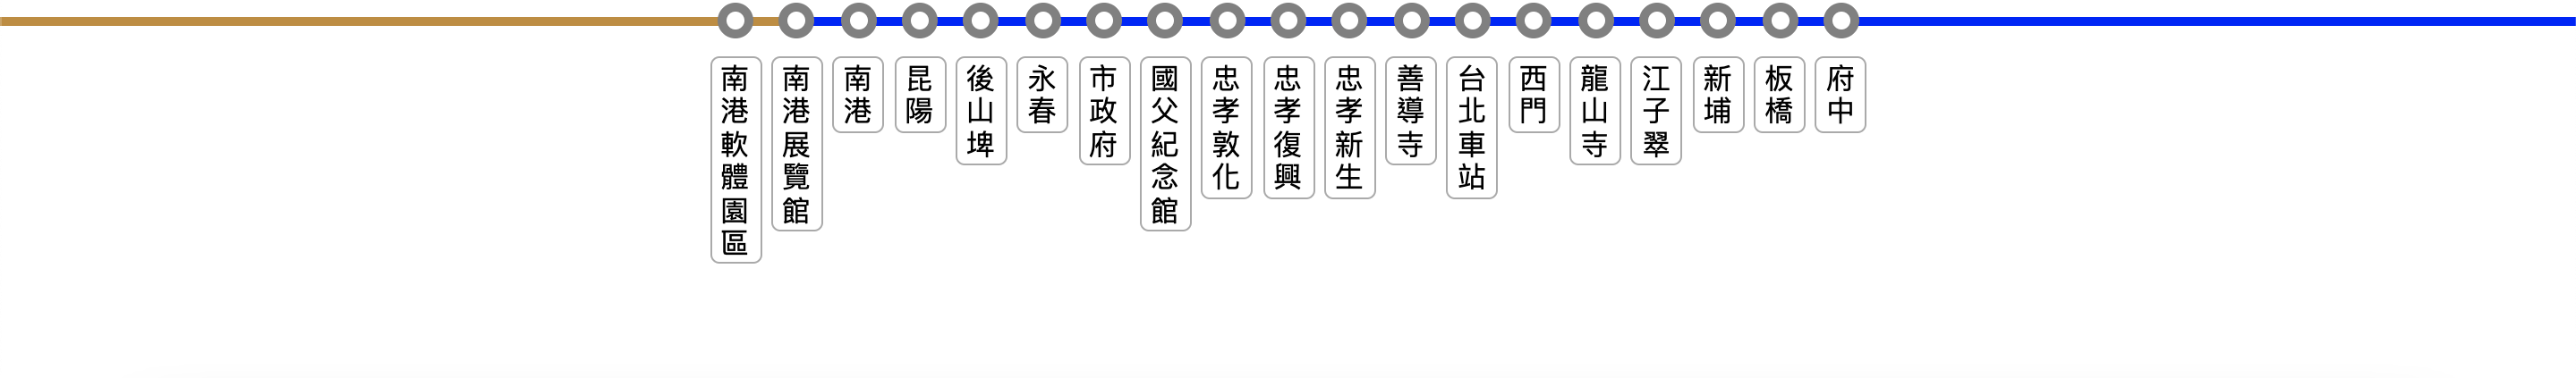 南港軟體園區
南港展覽館
南港
昆陽
後山埤
永春
市政府
國父紀念館
忠孝敦化
忠孝復興
忠孝新生
善導寺
台北車站
西門
龍山寺
江子翠
新埔
板橋
府中